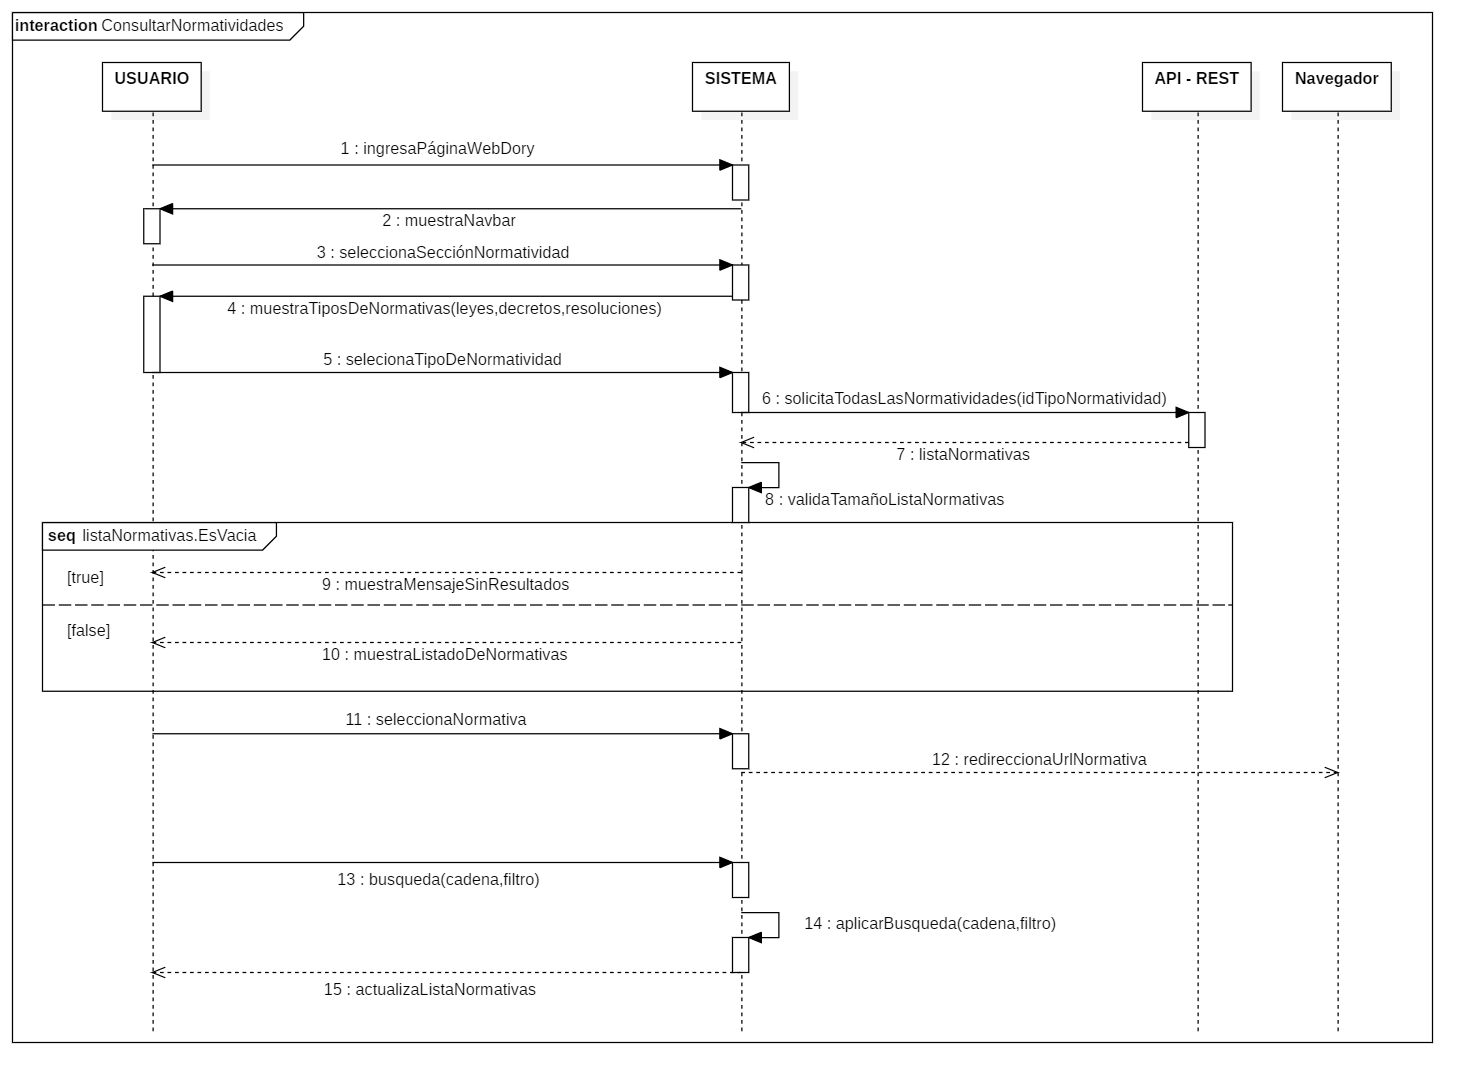 interaction ConsultarNormatividades
USUARIO
SISTEMA
API - REST
Navegador
1 : ingresaPáginaWebDory
2 : muestraNavbar
3 : seleccionaSecciónNormatividad
4 : muestraTiposDeNormativas(leyes,decretos,resoluciones)
5 : selecionaTipoDeNormatividad
6 : solicitaTodasLasNormatividades(idTipoNormatividad)
7 : listaNormativas
8 : validaTamañoListaNormativas
seq listaNormativas.EsVacia
[true]
9 : muestraMensajeSinResultados
[false]
10 : muestraListadoDeNormativas
11 : seleccionaNormativa
12 : redireccionaUrlNormativa
13 : busqueda(cadena,filtro)
14 : aplicarBusqueda(cadena,filtro)
15 : actualizaListaNormativas